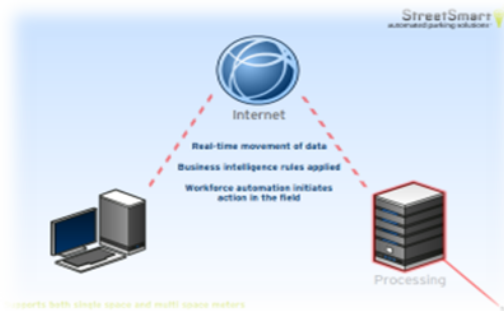 StreetSmart
automated parking solutions
Internet
Real-time movement of data
Business intelligence rules applied
Workforce automation initiates
action in the field
Processing
both single space and multi space meters